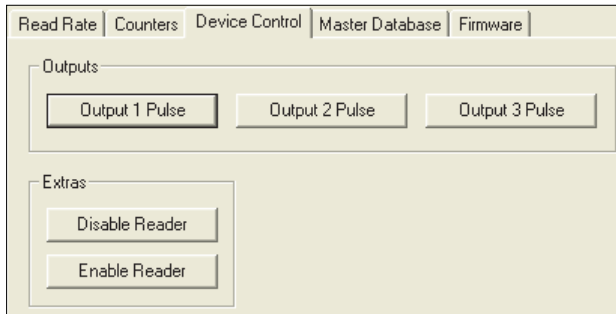 Read Rate Counters Device Control Master Database Firmware
Outputs
Output 1 Pulse Output 2 Pulse Output 3 Pulse
Extras
Disable Reader
Enable Reader